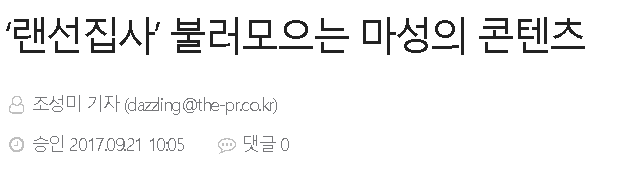 ‘랜선집사’ 불러모으는 마성의 콘텐츠
조성미 기자 (dazzling@the-pr.co.kr)
승인 2017.09.21 10:05 댓글 0